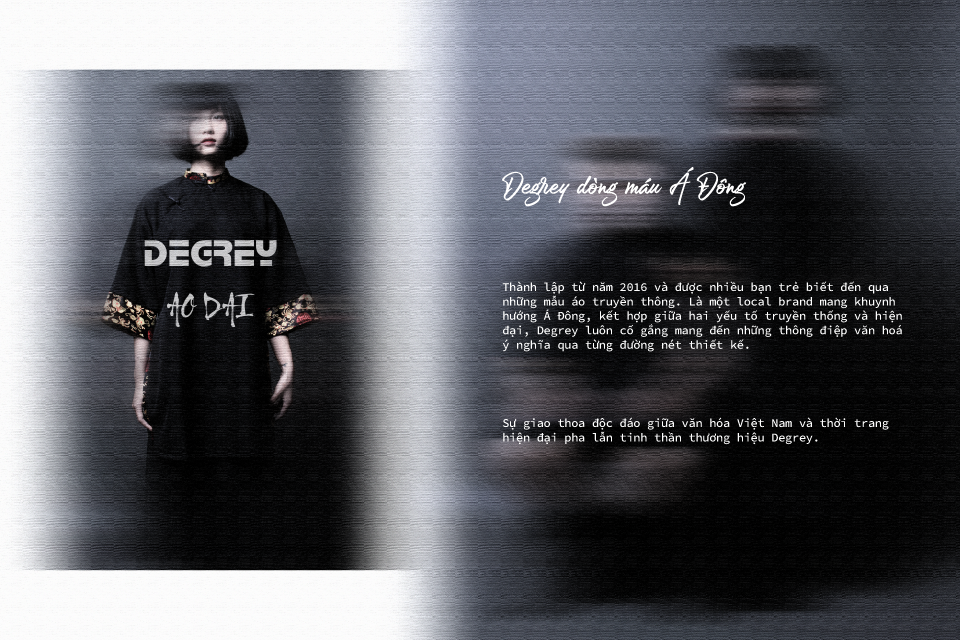 DEGREY
AO DAI
Degrey dòng máu Á Đông
Thành lập từ năm 2016 và được nhiều bạn trẻ biết đến qua
những mẫu áo truyền thông. Là một local brand mang khuynh
hướng Á Đông, kết hợp giữa hai yếu tố truyền thống và hiện
đại, Degrey luôn cố gắng mang đến những thông điệp văn hoá
ý nghĩa qua từng đường nét thiết kế.
Sự giao thoa độc đáo giữa văn hóa Việt Nam và thời trang
hiện đại pha lẫn tinh thần thương hiệu Degrey.